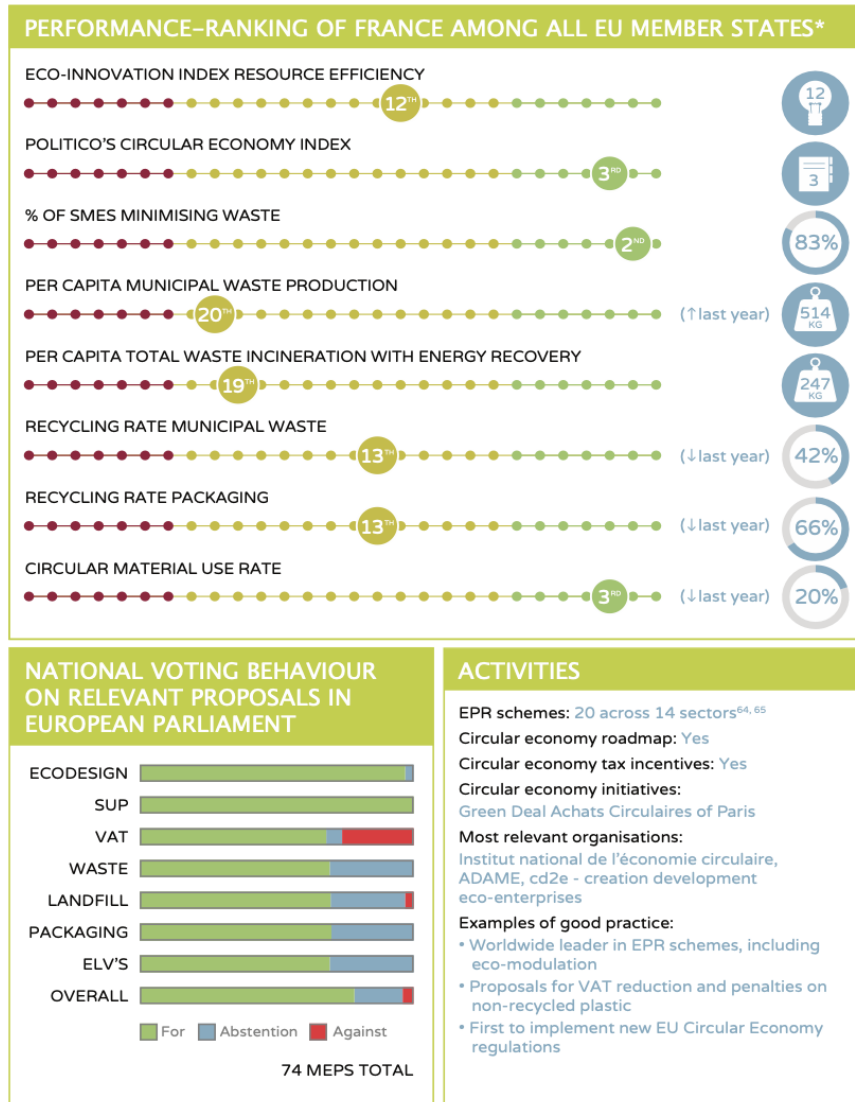 PERFORMANCE–RANKING OF FRANCE AMONG ALL EU MEMBER STATES*
ECO-INNOVATION INDEX RESOURCE EFFICIENCY
12TH
12
POLITICO'S CIRCULAR ECONOMY INDEX
3RD
3
% OF SMES MINIMISING WASTE
2ND
83%
PER CAPITA MUNICIPAL WASTE PRODUCTION
20TH
(↑last year)
514
KG
PER CAPITA TOTAL WASTE INCINERATION WITH ENERGY RECOVERY
19TH
247
KG
RECYCLING RATE MUNICIPAL WASTE
13TH
(↓last year)
42%
RECYCLING RATE PACKAGING
13TH
(↓last year)
66%
CIRCULAR MATERIAL USE RATE
3RD
(↓last year)
20%
NATIONAL VOTING BEHAVIOUR
ON RELEVANT PROPOSALS IN
EUROPEAN PARLIAMENT
ECODESIGN
SUP
VAT
WASTE
LANDFILL
PACKAGING
ELV'S
OVERALL
For
Abstention
Against
74 MEPS TOTAL
ACTIVITIES
EPR schemes: 20 across 14 sectors64, 65
Circular economy roadmap: Yes
Circular economy tax incentives: Yes
Circular economy initiatives:
Green Deal Achats Circulaires of Paris
Most relevant organisations:
Institut national de l'économie circulaire,
ADAME, cd2e - creation development
eco-enterprises
Examples of good practice:
• Worldwide leader in EPR schemes, including
eco-modulation
• Proposals for VAT reduction and penalties on
non-recycled plastic
• First to implement new EU Circular Economy
regulations